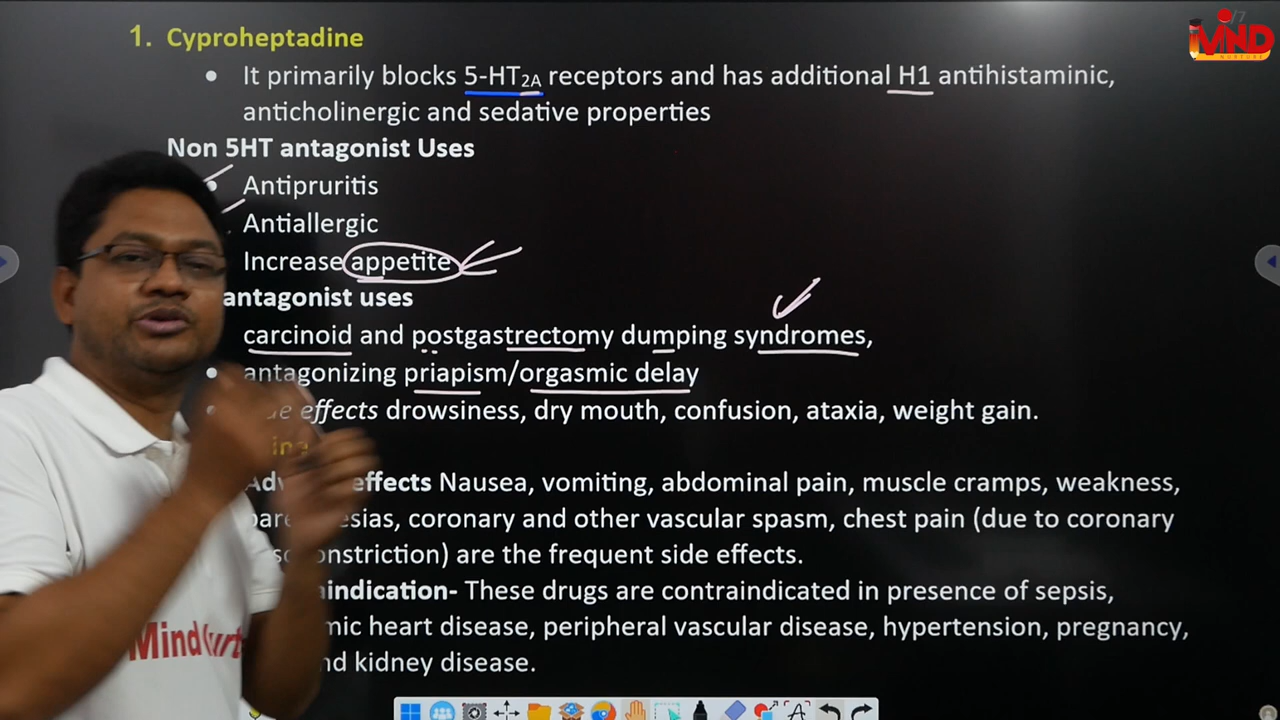 /7
MND
NURTURE
1. Cyproheptadine
• It primarily blocks 5-HT2A receptors and has additional H1 antihistaminic,
anticholinergic and sedative properties
Non 5HT antagonist Uses
Antipruritis
Antiallergic
Increase appetite
antagonist uses
carcinoid and postgastrectomy dumping syndromes,
• antagonizing priapism/orgasmic delay
effects drowsiness, dry mouth, confusion, ataxia, weight gain.
effects Nausea, vomiting, abdominal pain, muscle cramps, weakness,
coronary and other vascular spasm, chest pain (due to coronary
are the frequent side effects.
These drugs are contraindicated in presence of sepsis,
heart disease, peripheral vascular disease, hypertension, pregnancy,
kidney disease.
Mind